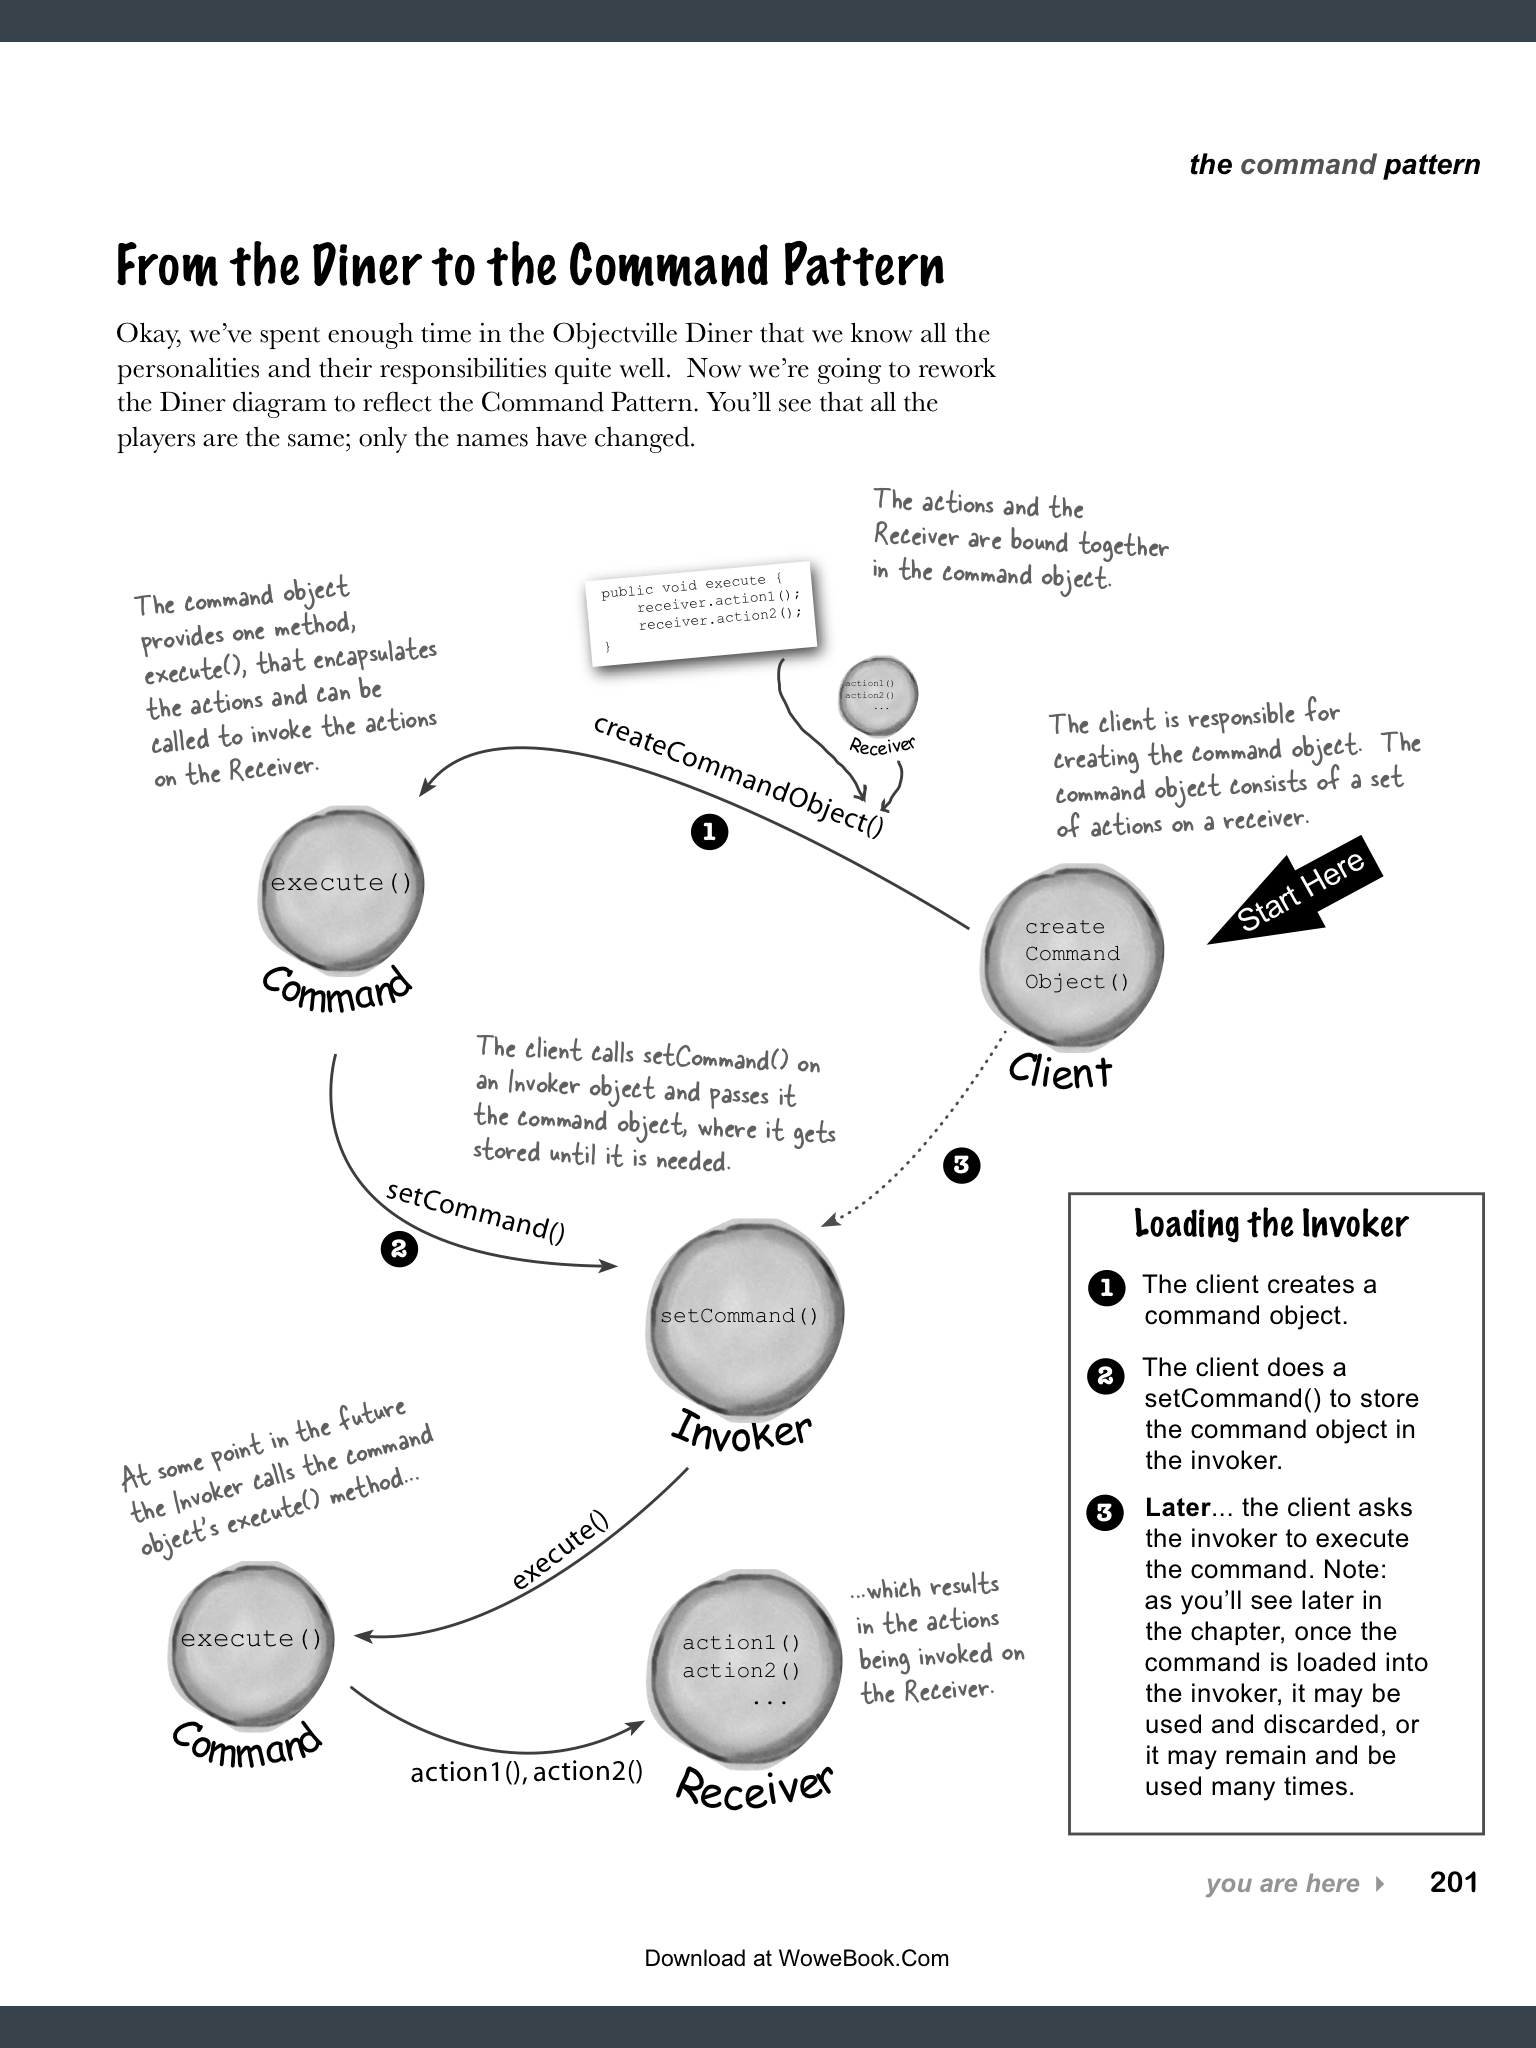 the command pattern
From the Diner to the Command Pattern
Okay, we've spent enough time in the Objectville Diner that we know all the
personalities and their responsibilities quite well.  Now we're going to rework
the Diner diagram to reflect the Command Pattern. You'll see that all the
players are the same; only the names have changed.
The actions and the
Receiver are bound together
in the command object.
public void execute {
receiver.action1();
receiver.action2();
}
The command object
provides one method,
execute(), that encapsulates
the actions and can be
called to invoke the actions
on the Receiver.
action1()
action2()
...
Receiver
createCommandObject()
1
The client is responsible for
creating the command object.  The
command object consists of a set
of actions on a receiver.
Start Here
execute()
Command
create
Command
Object()
Client
The client calls setCommand() on
an Invoker object and passes it
the command object, where it gets
stored until it is needed.
3
setCommand()
2
setCommand()
Invoker
Loading the Invoker
1 The client creates a
command object.
2 The client does a
setCommand() to store
the command object in
the invoker.
3 Later... the client asks
the invoker to execute
the command. Note:
as you'll see later in
the chapter, once the
command is loaded into
the invoker, it may be
used and discarded, or
it may remain and be
used many times.
At some point in the future
the Invoker calls the command
object's execute() method...
execute()
execute()
Command
action1(), action2()
action1()
action2()
...
Receiver
...which results
in the actions
being invoked on
the Receiver.
you are here 201
Download at WoweBook.Com